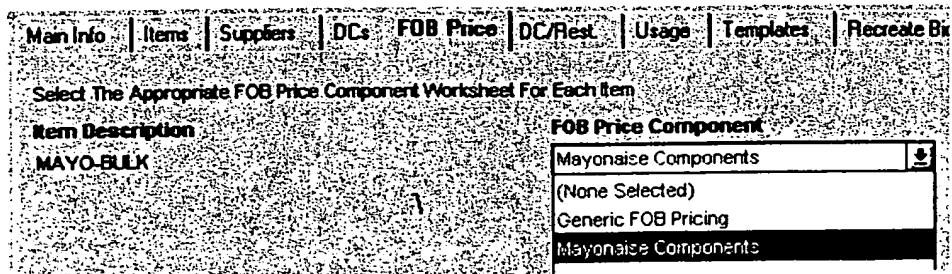 Main Info Items Suppliers DCs FOB Price DC/Rest. Usage Templates Recreate
Select The Appropriate FOB Price Component Worksheet For Each Item
Item Description FOB Price Component
MAYO-BULK Mayonaise Components
(None Selected)
Generic FOB Pricing
Mayonaise Components